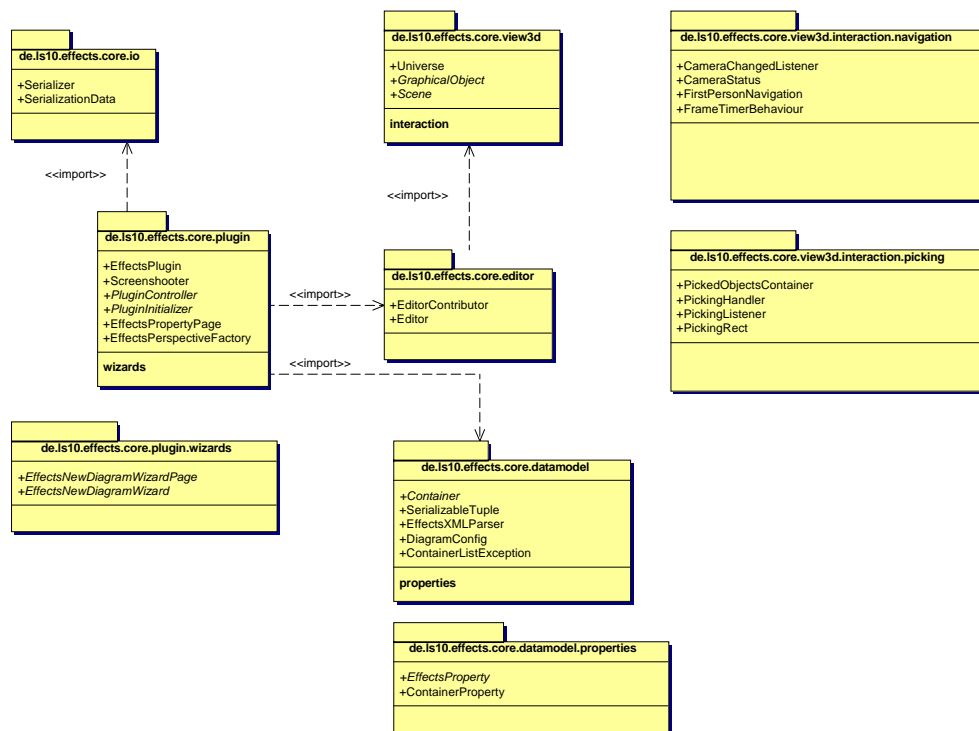 de.ls10.effects.core.io
+Serializer
+SerializationData
de.ls10.effects.core.view3d
+Universe
+GraphicalObject
+Scene
interaction
de.ls10.effects.core.view3d.interaction.navigation
+CameraChangedListener
+CameraStatus
+FirstPersonNavigation
+FrameTimerBehaviour
<<import>>
<<import>>
de.ls10.effects.core.plugin
+EffectsPlugin
+Screenshooter
+PluginController
+PluginInitializer
+EffectsPropertyPage
+EffectsPerspectiveFactory
wizards
<<import>>
<<import>>
de.ls10.effects.core.editor
+EditorContributor
+Editor
de.ls10.effects.core.view3d.interaction.picking
+PickedObjectsContainer
+PickingHandler
+PickingListener
+PickingRect
de.ls10.effects.core.plugin.wizards
+EffectsNewDiagramWizardPage
+EffectsNewDiagramWizard
de.ls10.effects.core.datamodel
+Container
+SerializableTuple
+EffectsXMLParser
+DiagramConfig
+ContainerListException
properties
de.ls10.effects.core.datamodel.properties
+EffectsProperty
+ContainerProperty